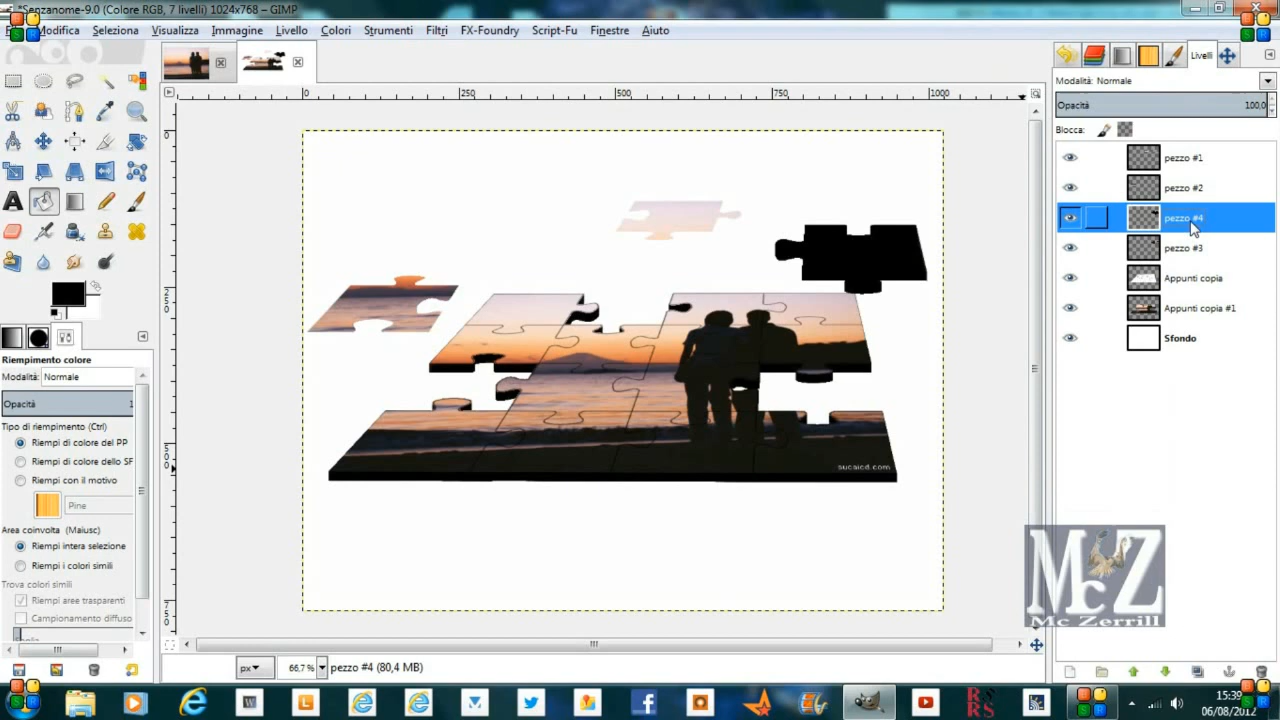 *Senzanome-9.0 (Colore RGB, 7 livelli) 1024x768 – GIMP
Modifica Seleziona Visualizza Immagine Livello Colori Strumenti Filtri FX-Foundry Script-Fu Finestre Aiuto
Livelli
Modalità: Normale
Opacità 100,0
Blocca:
pezzo #1
pezzo #2
pezzo #4
pezzo #3
Appunti copia
Appunti copia #1
Sfondo
0 250 500 750 1000
0
250
500
750
Riempimento colore
Modalità: Normale
Opacità 1
Tipo di riempimento (Ctrl)
Riempi di colore del PP
Riempi di colore dello SF
Riempi con il motivo
Pine
Area coinvolta (Maiusc)
Riempi intera selezione
Riempi i colori simili
Trova colori simili
Riempi aree trasparenti
Campionamento diffuso
sucaicd.com
McZ
Mc Zerrill
px 66,7 % pezzo #4 (80,4 MB)
15:39
06/08/2012